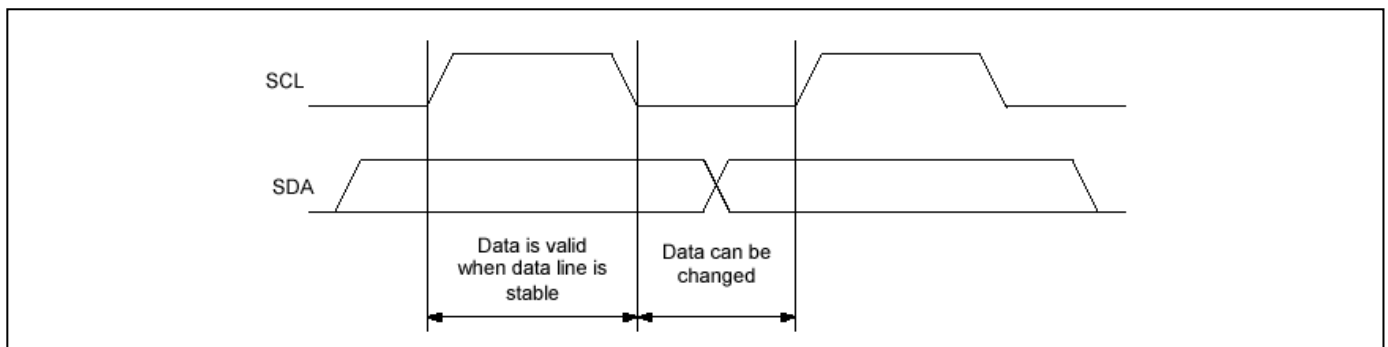 SCL
SDA
Data is valid
when data line is
stable
Data can be
changed